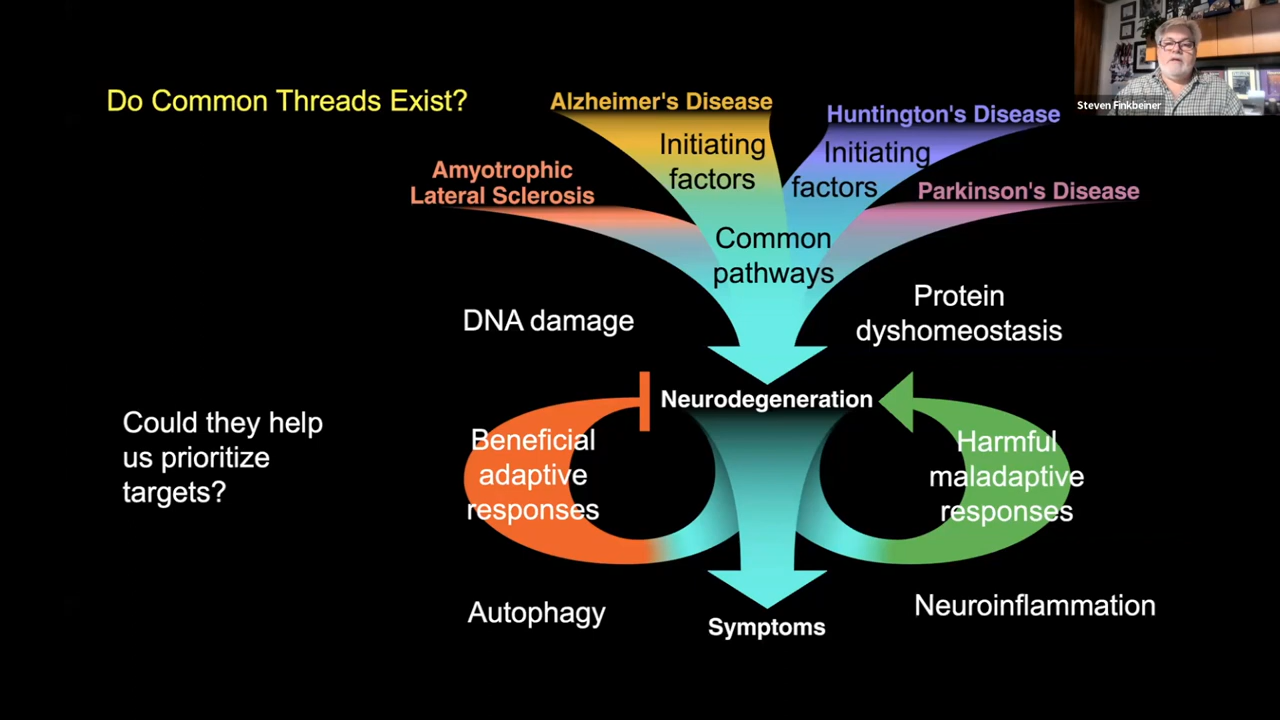 Do Common Threads Exist?
Alzheimer's Disease
Steven Finkbeiner
Huntington's Disease
Initiating
factors
Initiating
factors
Amyotrophic
Lateral Sclerosis
Parkinson's Disease
Common
pathways
DNA damage
Protein
dyshomeostasis
Neurodegeneration
Could they help
us prioritize
targets?
Beneficial
adaptive
responses
Harmful
maladaptive
responses
Autophagy
Neuroinflammation
Symptoms